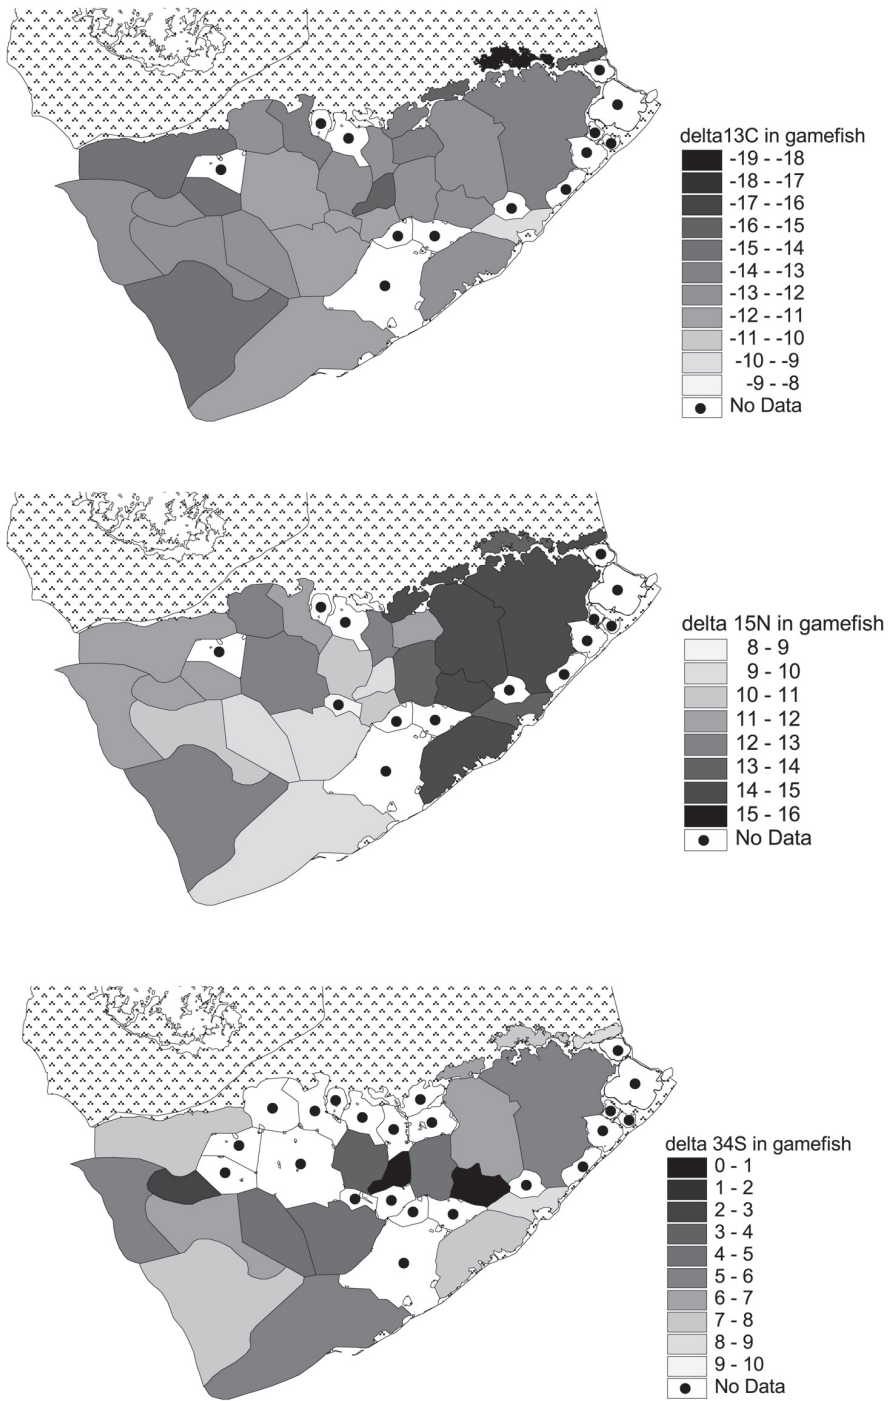 delta13C in gamefish
-19 - -18
-18 - -17
-17 - -16
-16 - -15
-15 - -14
-14 - -13
-13 - -12
-12 - -11
-11 - -10
-10 - -9
-9 - -8
No Data
delta 15N in gamefish
8 - 9
9 - 10
10 - 11
11 - 12
12 - 13
13 - 14
14 - 15
15 - 16
No Data
delta 34S in gamefish
0 - 1
1 - 2
2 - 3
3 - 4
4 - 5
5 - 6
6 - 7
7 - 8
8 - 9
9 - 10
No Data